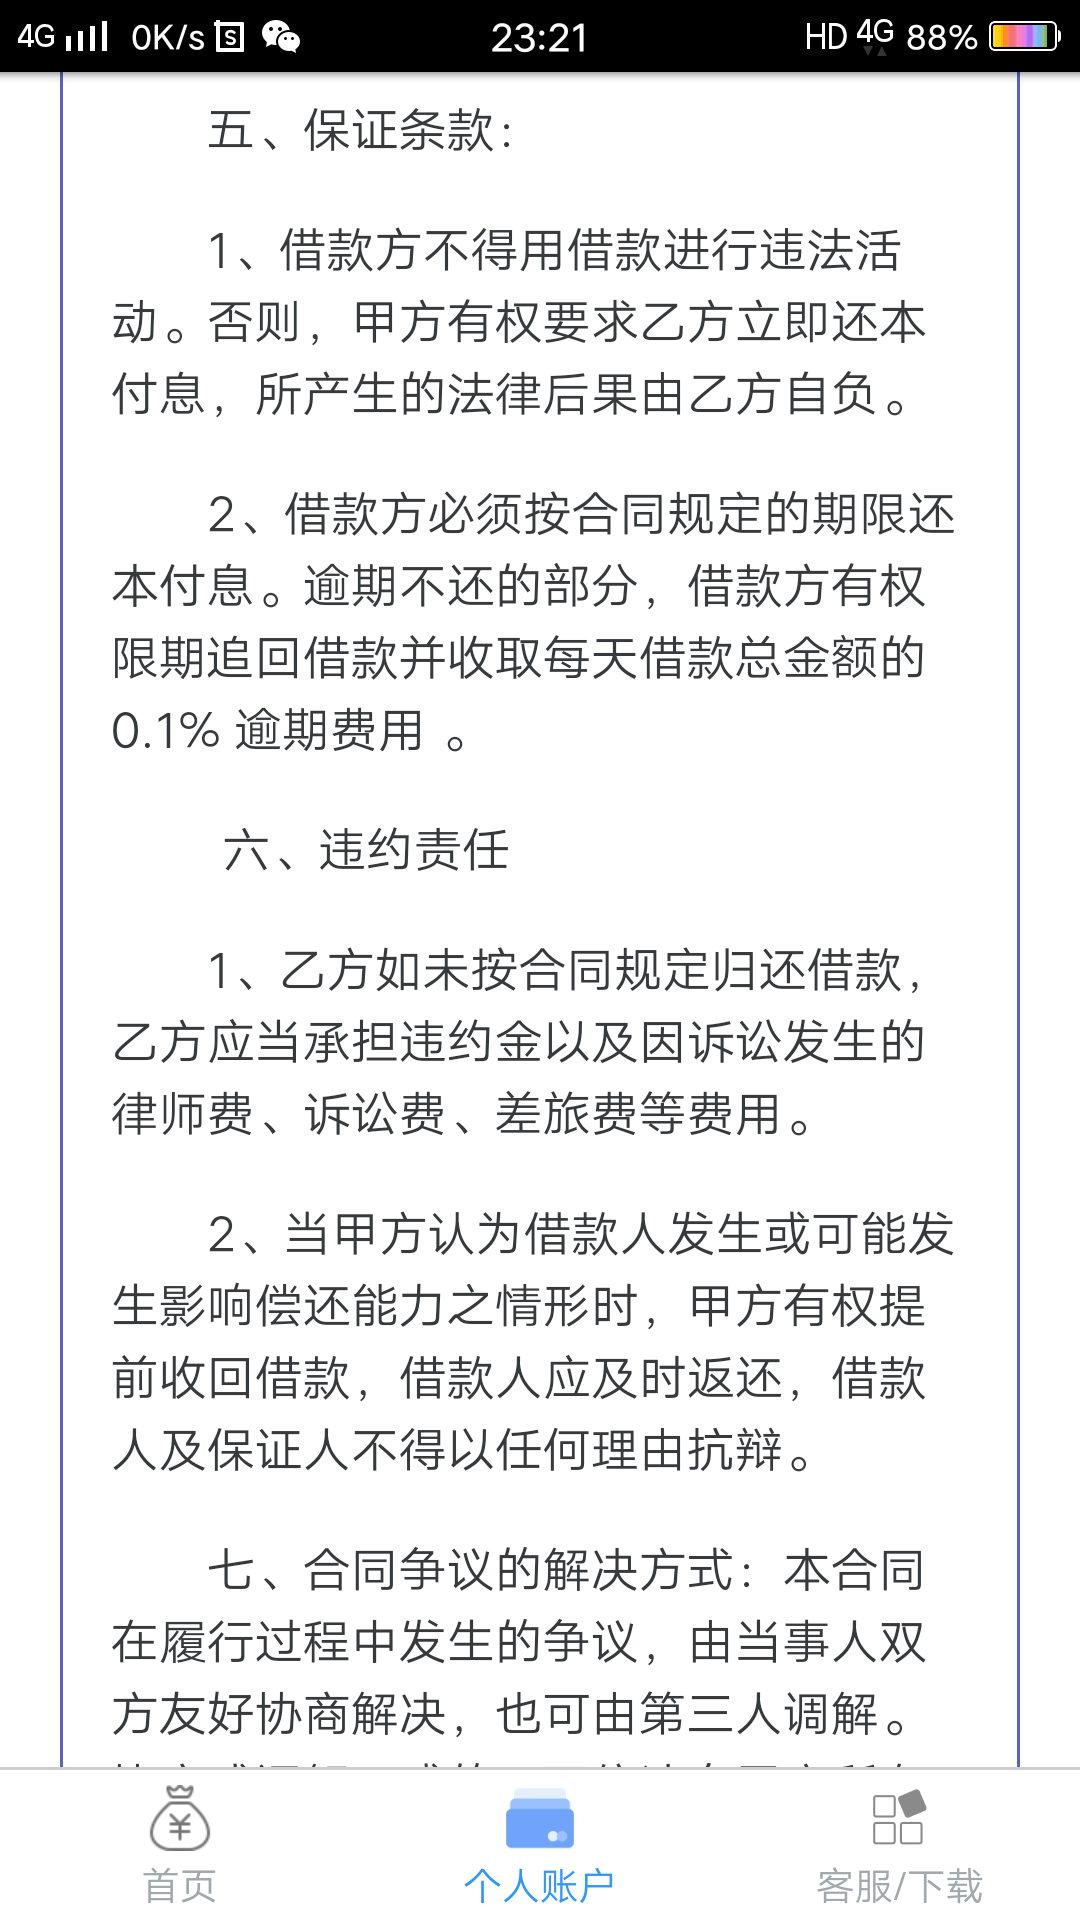 4G 0K/s S 23:21 HD 4G 88%
五、保证条款:
1、借款方不得用借款进行违法活
动。否则，甲方有权要求乙方立即还本
付息，所产生的法律后果由乙方自负。
2、借款方必须按合同规定的期限还
本付息。逾期不还的部分，借款方有权
限期追回借款并收取每天借款总金额的
0.1% 逾期费用 。
六、违约责任
1、乙方如未按合同规定归还借款，
乙方应当承担违约金以及因诉讼发生的
律师费、诉讼费、差旅费等费用。
2、当甲方认为借款人发生或可能发
生影响偿还能力之情形时，甲方有权提
前收回借款，借款人应及时返还，借款
人及保证人不得以任何理由抗辩。
七、合同争议的解决方式：本合同
在履行过程中发生的争议，由当事人双
方友好协商解决，也可由第三人调解。
首页
个人账户
客服/下载